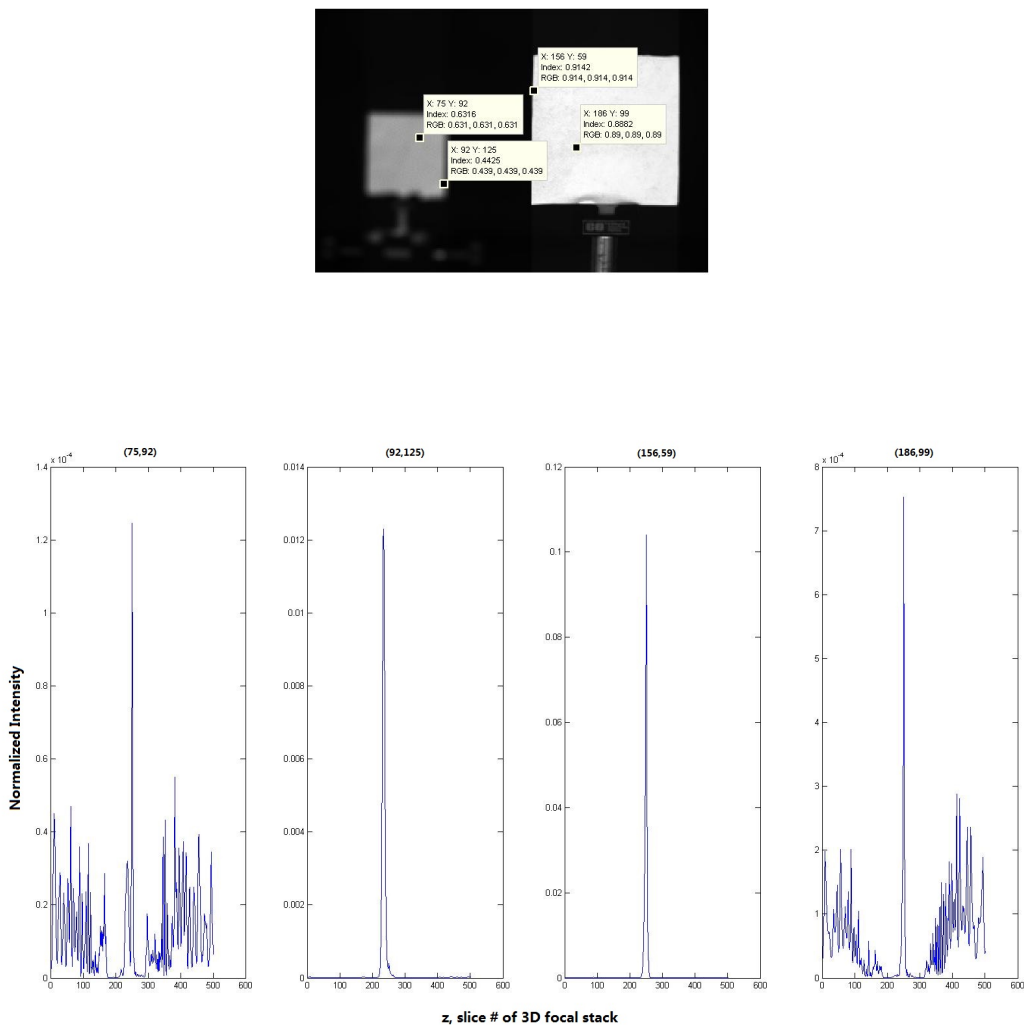 X: 156 Y: 59
Index: 0.9142
RGB: 0.914, 0.914, 0.914
X: 75 Y: 92
Index: 0.6316
RGB: 0.631, 0.631, 0.631
X: 186 Y: 99
Index: 0.8882
RGB: 0.89, 0.89, 0.89
X: 92 Y: 125
Index: 0.4425
RGB: 0.439, 0.439, 0.439
(75,92)
x 10-4
1.4
1.2
1
0.8
0.6
0.4
0.2
0
0 100 200 300 400 500 600
(92,125)
0.014
0.012
0.01
0.008
0.006
0.004
0.002
0
0 100 200 300 400 500 600
(156,59)
0.12
0.1
0.08
0.06
0.04
0.02
0
0 100 200 300 400 500 600
(186,99)
x 10-4
8
7
6
5
4
3
2
1
0
0 100 200 300 400 500 600
Normalized Intensity
z, slice # of 3D focal stack